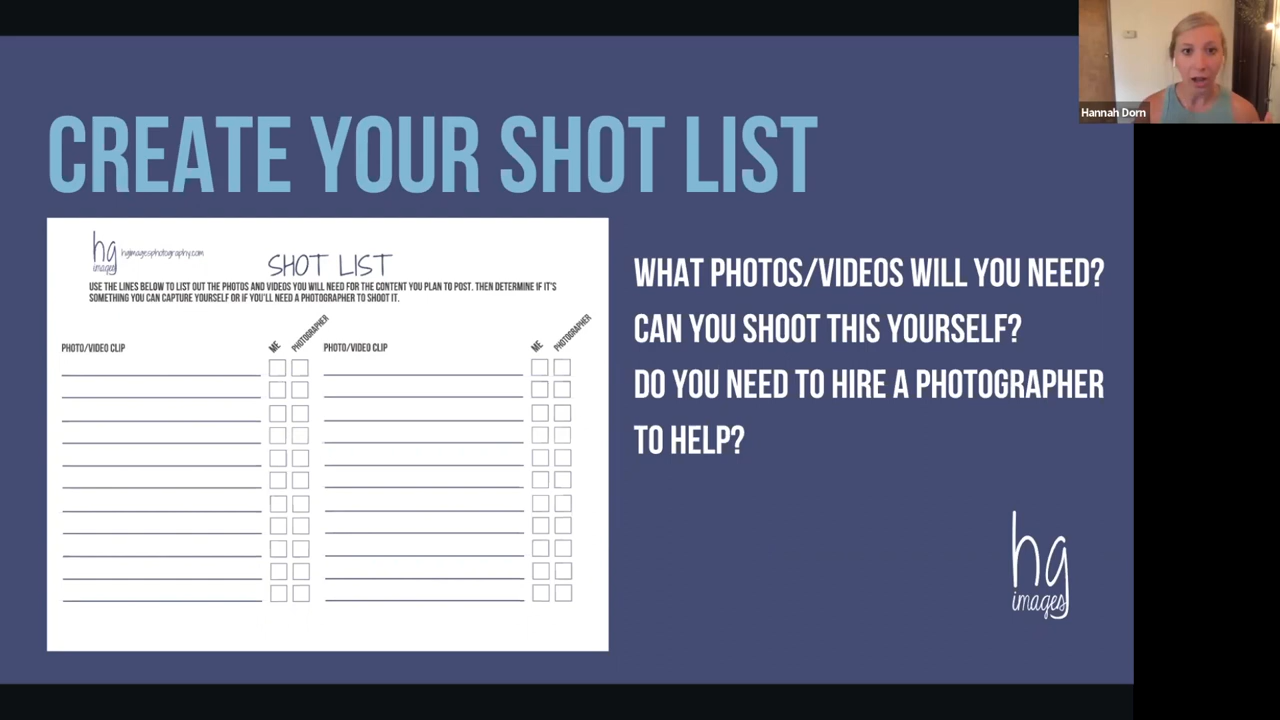 Hannah Dorn
CREATE YOUR SHOT LIST
hg
images
hgimagesphotography.com
SHOT LIST
USE THE LINES BELOW TO LIST OUT THE PHOTOS AND VIDEOS YOU WILL NEED FOR THE CONTENT YOU PLAN TO POST. THEN DETERMINE IF IT'S
SOMETHING YOU CAN CAPTURE YOURSELF OR IF YOU'LL NEED A PHOTOGRAPHER TO SHOOT IT.
PHOTO/VIDEO CLIP
ME
PHOTOGRAPHER
PHOTO/VIDEO CLIP
ME
PHOTOGRAPHER
WHAT PHOTOS/VIDEOS WILL YOU NEED?
CAN YOU SHOOT THIS YOURSELF?
DO YOU NEED TO HIRE A PHOTOGRAPHER
TO HELP?
hg
images